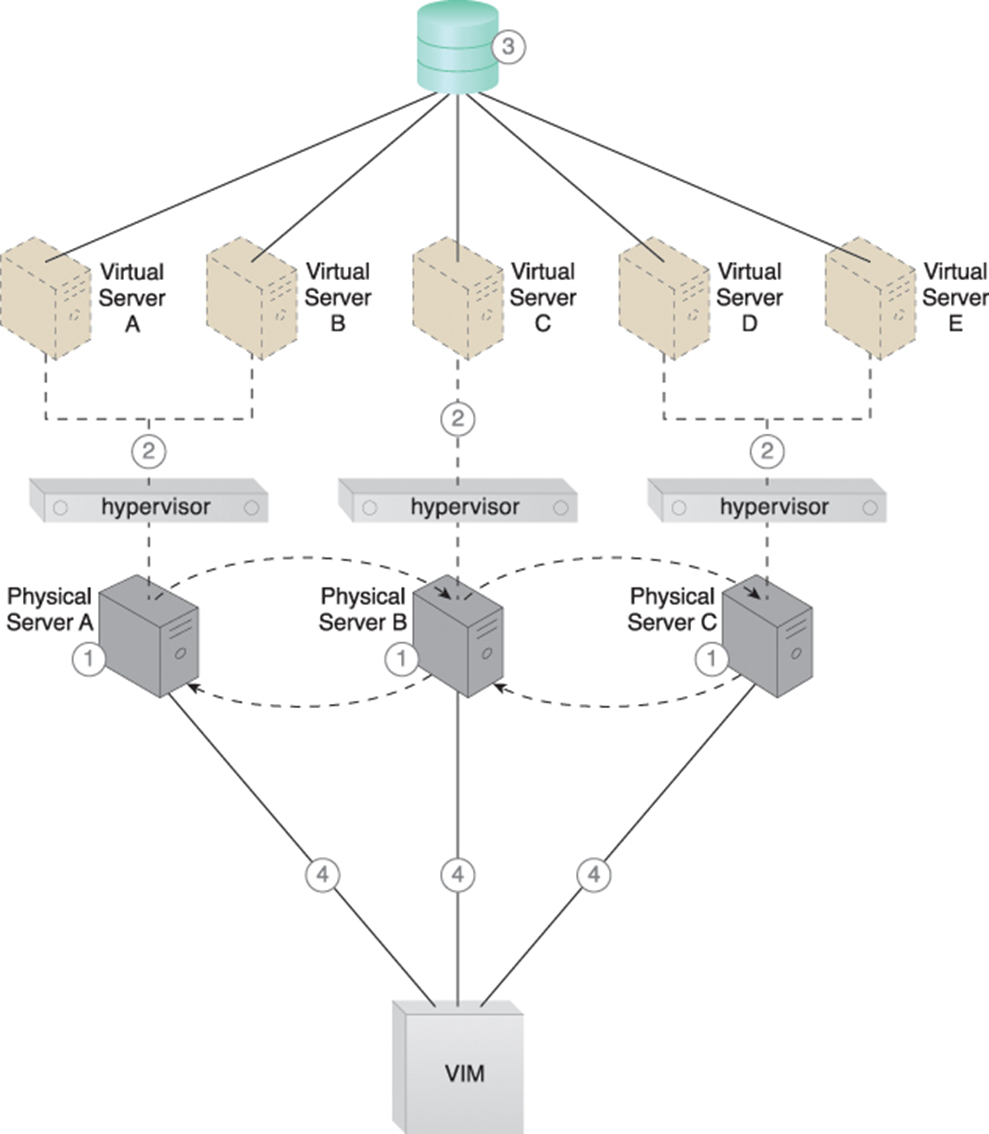 3
Virtual
Server
A
Virtual
Server
B
Virtual
Server
C
Virtual
Server
D
Virtual
Server
E
2
2
2
hypervisor
hypervisor
hypervisor
Physical
Server A
1
Physical
Server B
1
Physical
Server C
1
4
4
4
VIM